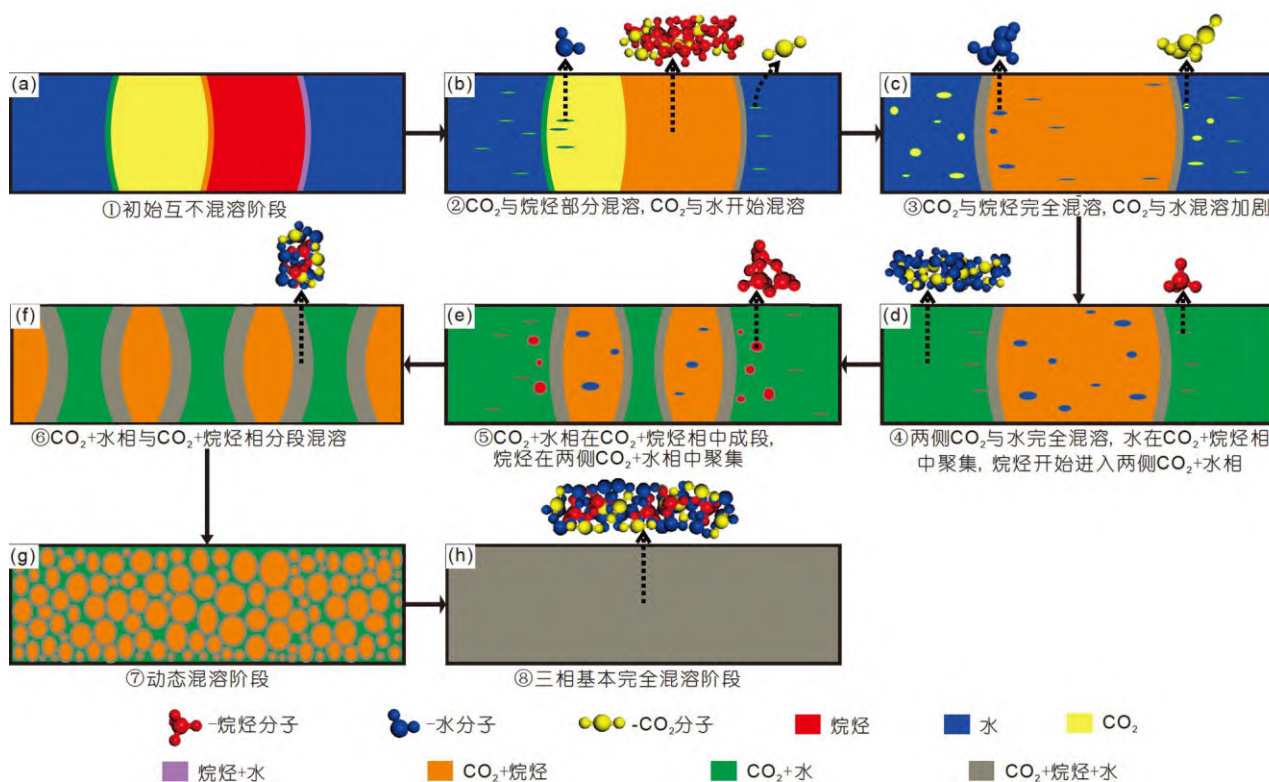 (a)
(b)
(c)
①初始互不混溶阶段
②CO₂与烷烃部分混溶, CO₂与水开始混溶
③CO₂与烷烃完全混溶, CO₂与水混溶加剧
(f)
(e)
(d)
⑥CO₂+水相与CO₂+烷烃相分段混溶
⑤CO₂+水相在CO₂+烷烃相中成段,
烷烃在两侧CO₂+水相中聚集
④两侧CO₂与水完全混溶, 水在CO₂+烷烃相
中聚集, 烷烃开始进入两侧CO₂+水相
(g)
(h)
⑦动态混溶阶段
⑧三相基本完全混溶阶段
-烷烃分子
-水分子
-CO₂分子
烷烃
水
CO₂
烷烃+水
CO₂+烷烃
CO₂+水
CO₂+烷烃+水